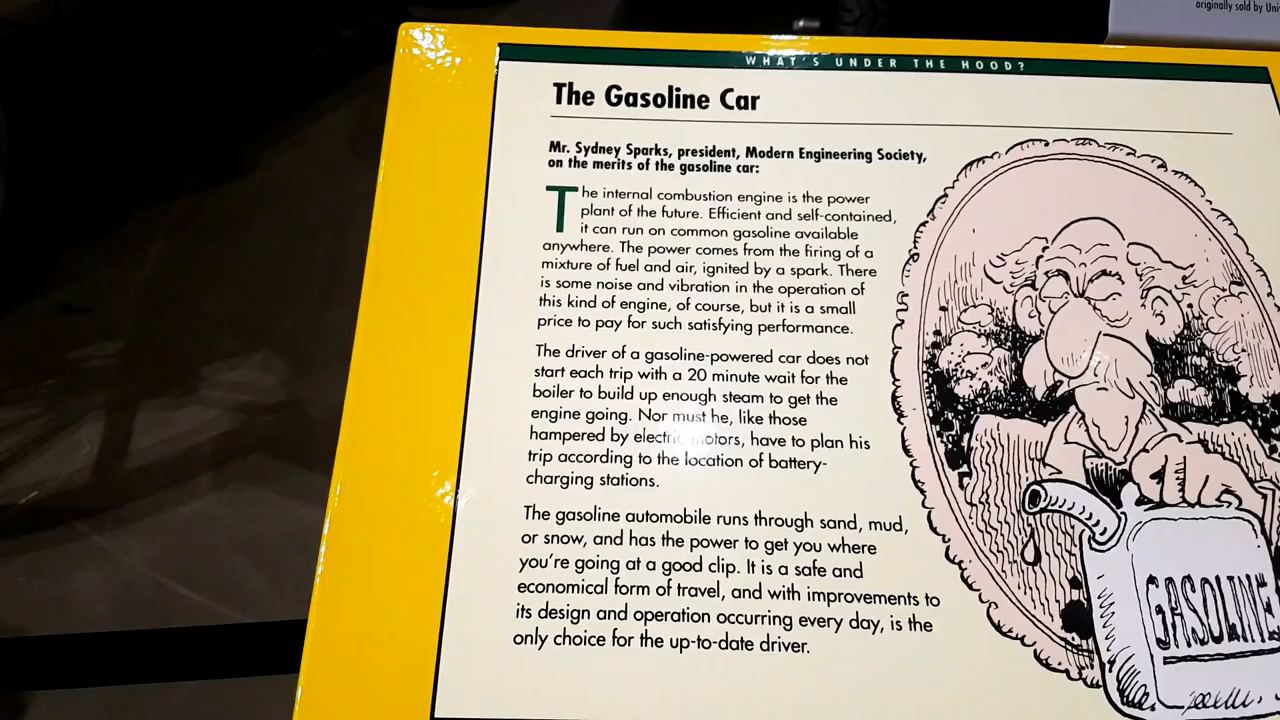 originally sold by
WHAT'S UNDER THE HOOD?
The Gasoline Car
Mr. Sydney Sparks, president, Modern Engineering Society,
on the merits of the gasoline car:
The internal combustion engine is the power
plant of the future. Efficient and self-contained,
it can run on common gasoline available
anywhere. The power comes from the firing of a
mixture of fuel and air, ignited by a spark. There
is some noise and vibration in the operation of
this kind of engine, of course, but it is a small
price to pay for such satisfying performance.
The driver of a gasoline-powered car does not
start each trip with a 20 minute wait for the
boiler to build up enough steam to get the
engine going. Nor must he, like those
hampered by electric motors, have to plan his
trip according to the location of battery-
charging stations.
The gasoline automobile runs through sand, mud,
or snow, and has the power to get you where
you're going at a good clip. It is a safe and
economical form of travel, and with improvements to
its design and operation occurring every day, is the
only choice for the up-to-date driver.
GASOLINE